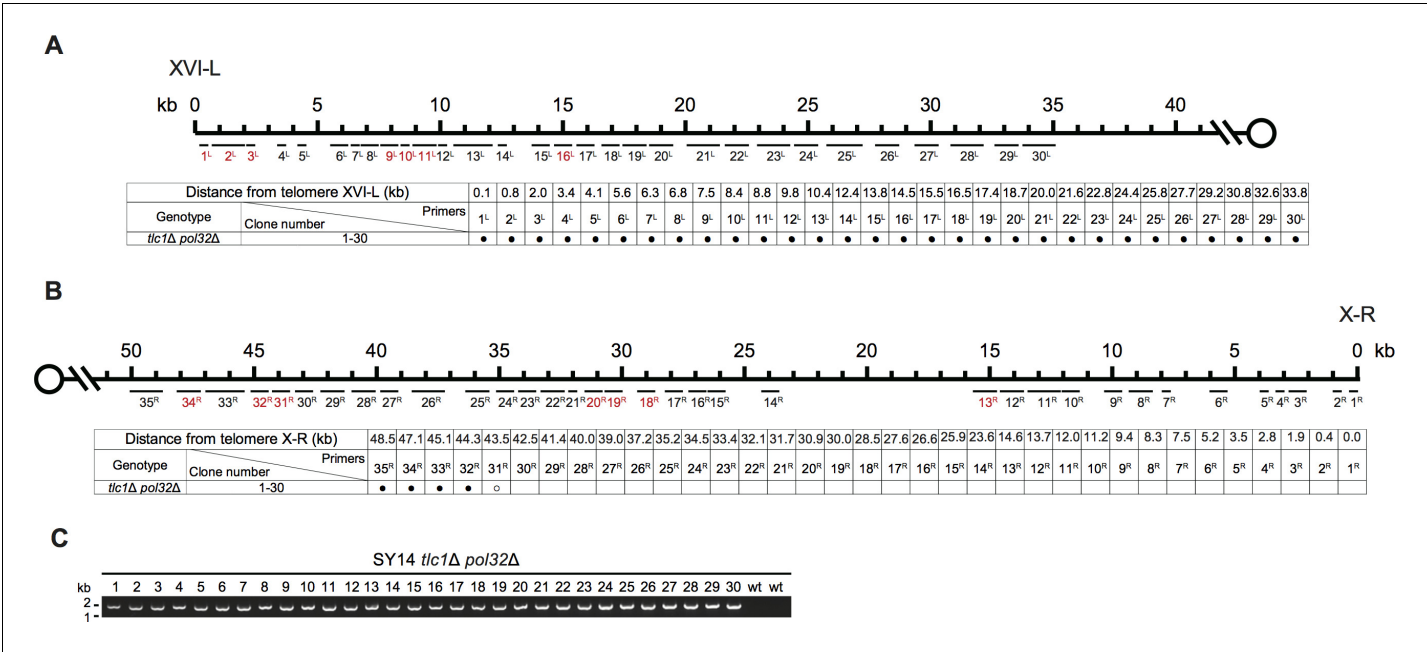 A
XVI-L
kb 0 5 10 15 20 25 30 35 40
1L 2L 3L 4L 5L 6L 7L 8L 9L 10L 11L 12L 13L 14L 15L 16L 17L 18L 19L 20L 21L 22L 23L 24L 25L 26L 27L 28L 29L 30L
Distance from telomere XVI-L (kb) 0.1 0.8 2.0 3.4 4.1 5.6 6.3 6.8 7.5 8.4 8.8 9.8 10.4 12.4 13.8 14.5 15.5 16.5 17.4 18.7 20.0 21.6 22.8 24.4 25.8 27.7 29.2 30.8 32.6 33.8
Genotype Clone number Primers 1L 2L 3L 4L 5L 6L 7L 8L 9L 10L 11L 12L 13L 14L 15L 16L 17L 18L 19L 20L 21L 22L 23L 24L 25L 26L 27L 28L 29L 30L
tlc1Δ pol32Δ 1-30 ● ● ● ● ● ● ● ● ● ● ● ● ● ● ● ● ● ● ● ● ● ● ● ● ● ● ● ● ● ●
B
X-R
50 45 40 35 30 25 20 15 10 5 0 kb
35R 34R 33R 32R 31R 30R 29R 28R 27R 26R 25R 24R 23R 22R 21R 20R 19R 18R 17R 16R 15R 14R 13R 12R 11R 10R 9R 8R 7R 6R 5R 4R 3R 2R 1R
Distance from telomere X-R (kb) 48.5 47.1 45.1 44.3 43.5 42.5 41.4 40.0 39.0 37.2 35.2 34.5 33.4 32.1 31.7 30.9 30.0 28.5 27.6 26.6 25.9 23.6 14.6 13.7 12.0 11.2 9.4 8.3 7.5 5.2 3.5 2.8 1.9 0.4 0.0
Genotype Clone number Primers 35R 34R 33R 32R 31R 30R 29R 28R 27R 26R 25R 24R 23R 22R 21R 20R 19R 18R 17R 16R 15R 14R 13R 12R 11R 10R 9R 8R 7R 6R 5R 4R 3R 2R 1R
tlc1Δ pol32Δ 1-30 ● ● ● ● ○
C
SY14 tlc1Δ pol32Δ
kb 1 2 3 4 5 6 7 8 9 10 11 12 13 14 15 16 17 18 19 20 21 22 23 24 25 26 27 28 29 30 wt wt
2
1